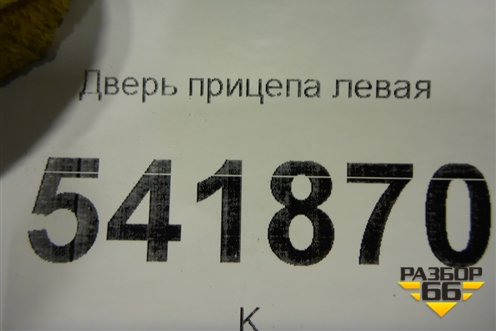 Дверь прицепа левая
541870
К
РАЗБОР
66